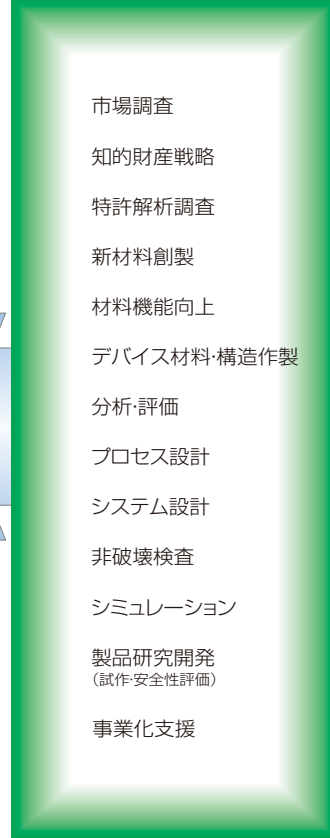 市場調査
知的財産戦略
特許解析調査
新材料創製
材料機能向上
デバイス材料・構造作製
分析・評価
プロセス設計
システム設計
非破壊検査
シミュレーション
製品研究開発
（試作・安全性評価）
事業化支援